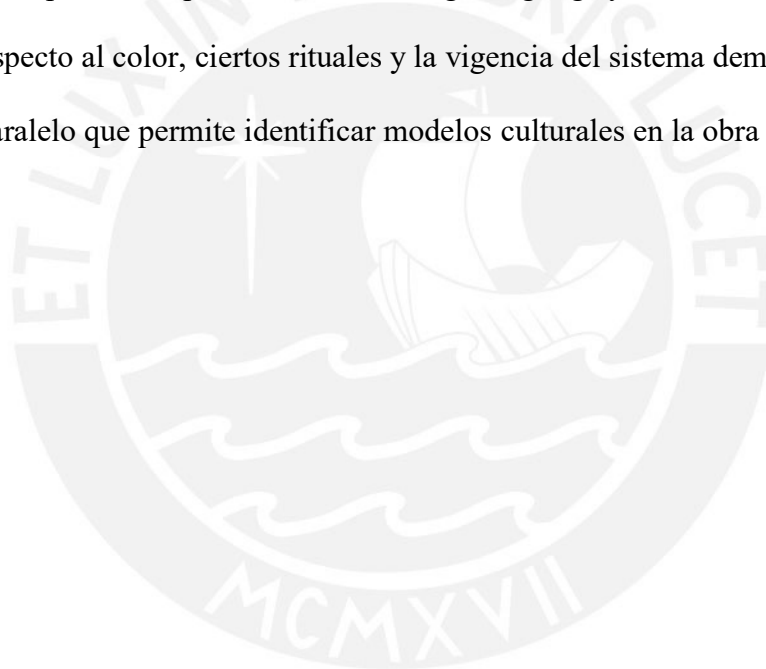 specto al color, ciertos rituales y la vigencia del sistema dem
ralelo que permite identificar modelos culturales en la obra
ET LUX IN TENEBRIS LUCET
MCMXVII